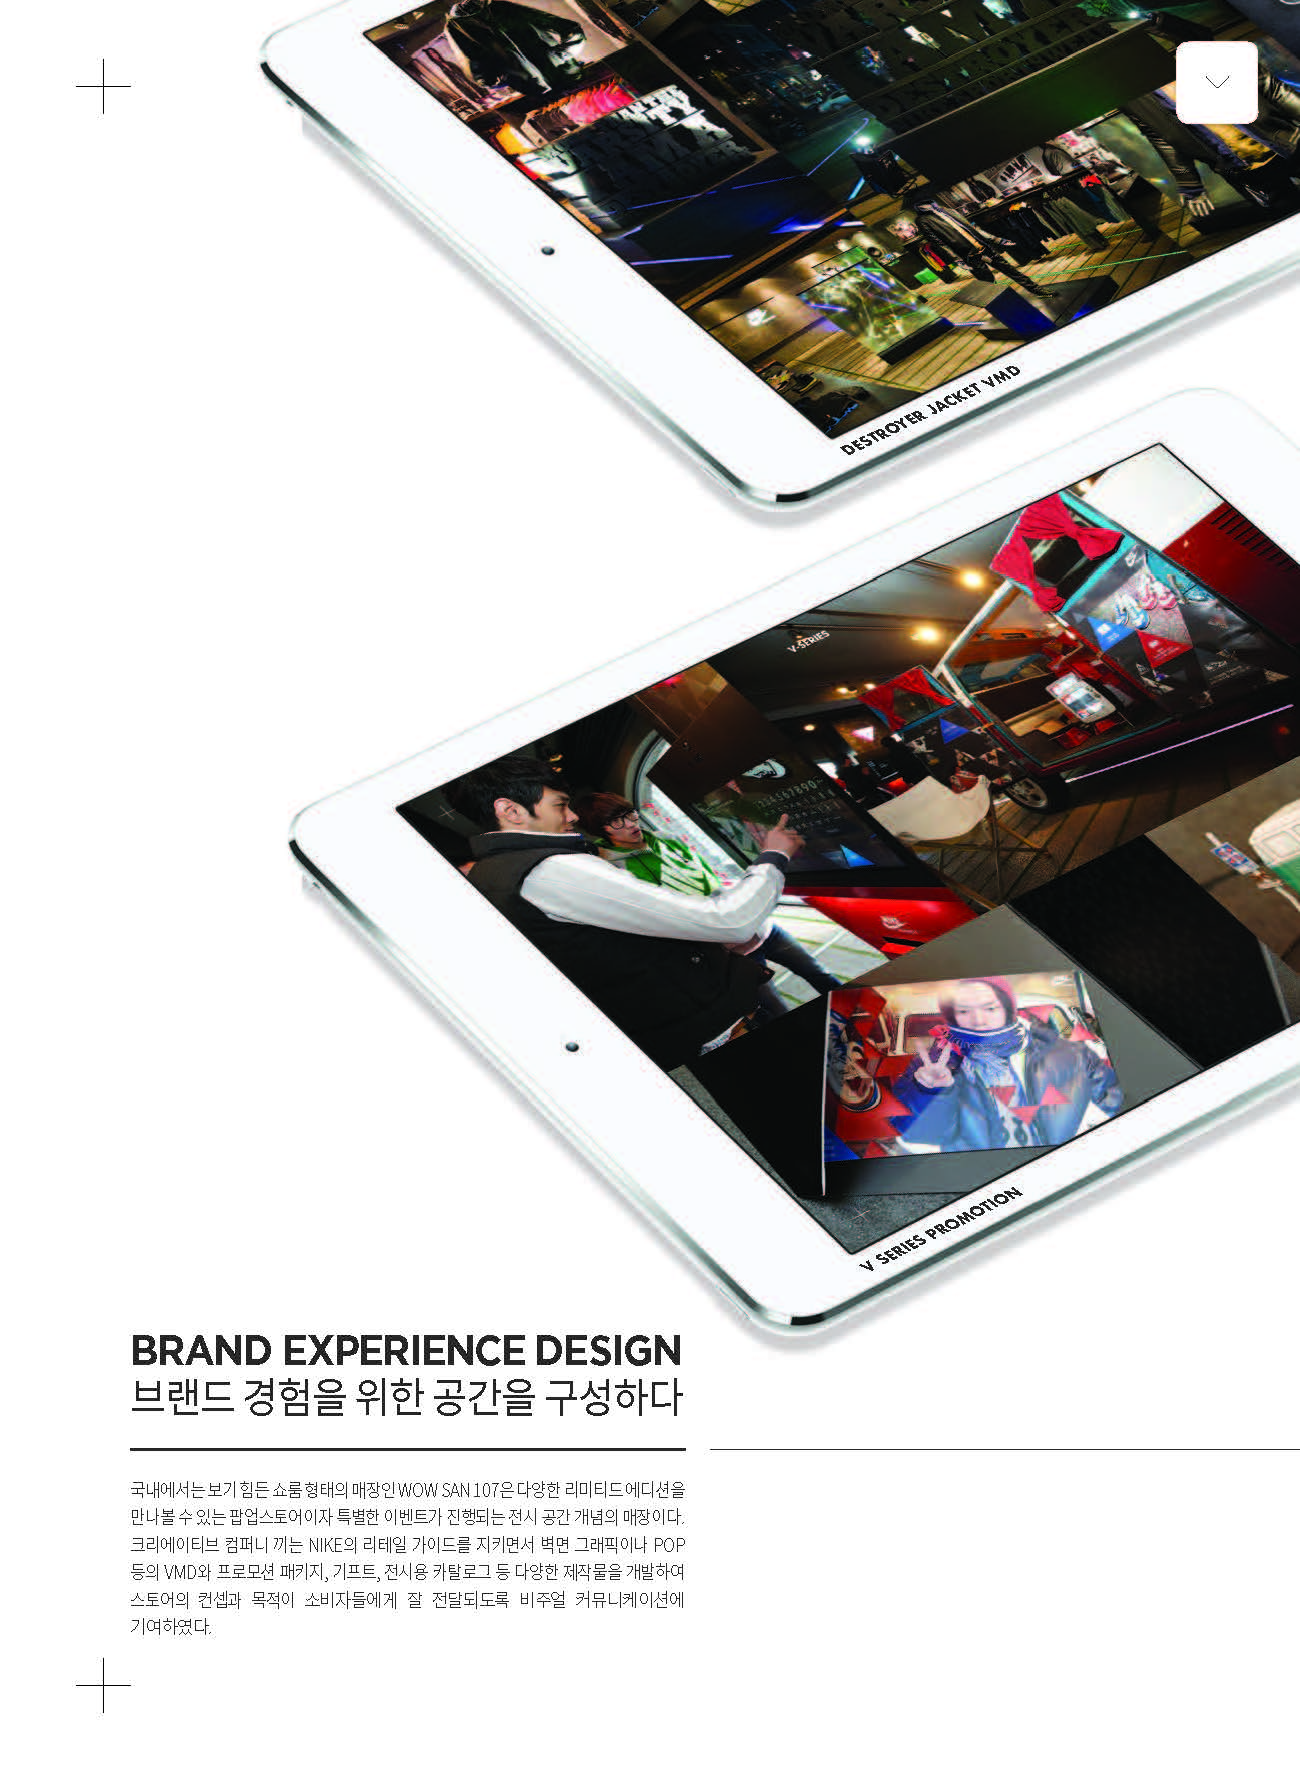 DESTROYER JACKET VMD
V-SERIES
1234567890
V SERIES PROMOTION
BRAND EXPERIENCE DESIGN
브랜드 경험을 위한 공간을 구성하다
국내에서는 보기 힘든 쇼룸 형태의 매장인 WOW SAN 107은 다양한 리미티드 에디션을
만나볼 수 있는 팝업스토어이자 특별한 이벤트가 진행되는 전시 공간 개념의 매장이다.
크리에이티브 컴퍼니 끼는 NIKE의 리테일 가이드를 지키면서 벽면 그래픽이나 POP
등의 VMD와 프로모션 패키지, 기프트, 전시용 카탈로그 등 다양한 제작물을 개발하여
스토어의 컨셉과 목적이 소비자들에게 잘 전달되도록 비주얼 커뮤니케이션에
기여하였다.